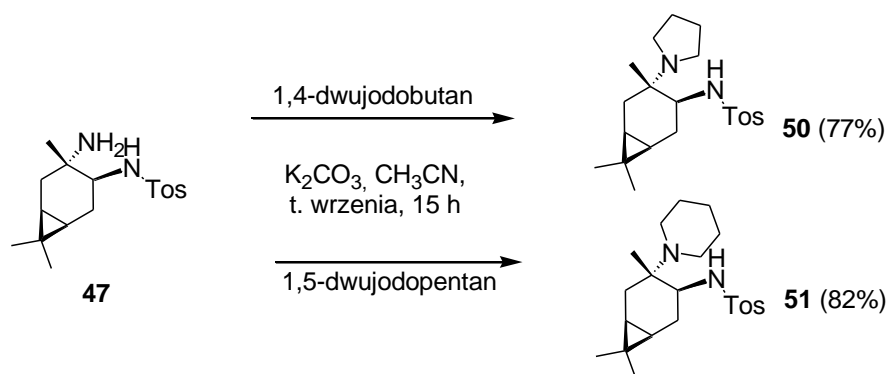 NH2
H
N
Tos
47
1,4-dwujodobutan
K2CO3, CH3CN,
t. wrzenia, 15 h
1,5-dwujodopentan
N
H
N
Tos
50 (77%)
N
H
N
Tos
51 (82%)